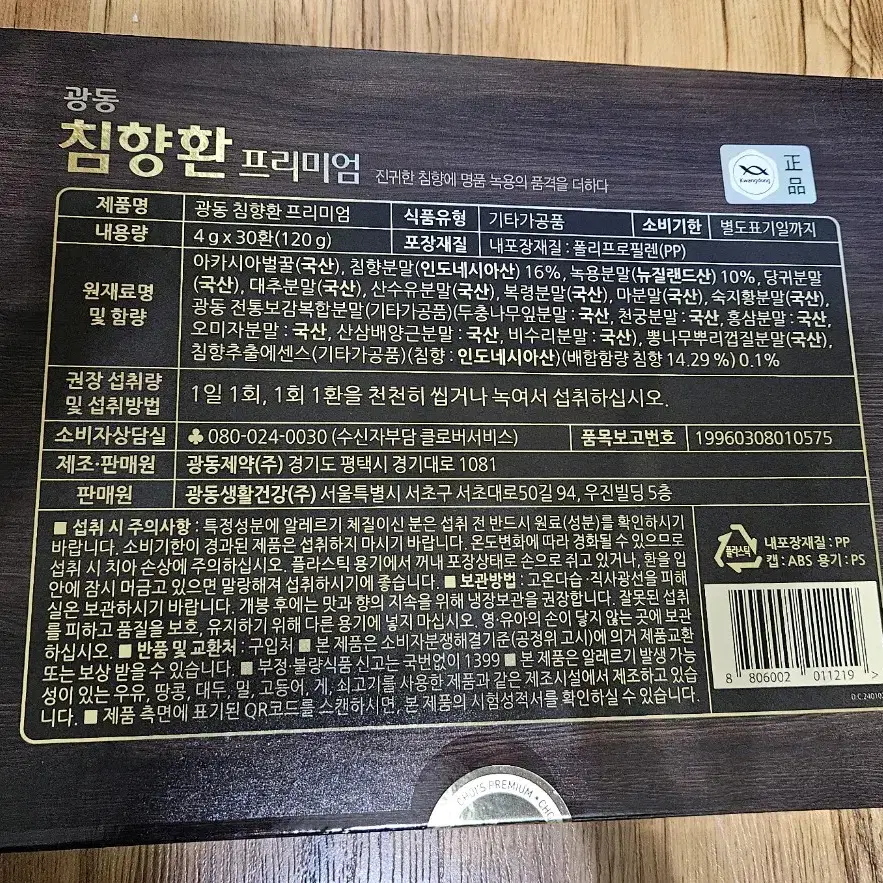 광동
침향환 프리미엄 진귀한 침향에 명품 녹용의 품격을 더하다
Kwangdong
正品
제품명 광동 침향환 프리미엄 식품유형 기타가공품 소비기한 별도표기일까지
내용량 4 g x 30환(120 g) 포장재질 내포장재질 : 폴리프로필렌(PP)
원재료명 및 함량
아카시아벌꿀(국산), 침향분말(인도네시아산) 16%, 녹용분말(뉴질랜드산) 10%, 당귀분말
(국산), 대추분말(국산), 산수유분말(국산), 복령분말(국산), 마분말(국산), 숙지황분말(국산),
광동 전통보감복합분말(기타가공품)(두충나무잎분말 : 국산, 천궁분말 : 국산, 홍삼분말 : 국산,
오미자분말 : 국산, 산삼배양근분말 : 국산, 비수리분말 : 국산, 뽕나무뿌리껍질분말(국산),
침향추출에센스(기타가공품)(침향 : 인도네시아산)(배합함량 침향 14.29 %) 0.1%
권장 섭취량 및 섭취방법
1일 1회, 1회 1환을 천천히 씹거나 녹여서 섭취하십시오.
소비자상담실 ♣ 080-024-0030 (수신자부담 클로버서비스) 품목보고번호 19960308010575
제조·판매원 광동제약(주) 경기도 평택시 경기대로 1081
판매원 광동생활건강(주) 서울특별시 서초구 서초대로50길 94, 우진빌딩 5층
■ 섭취 시 주의사항 : 특정성분에 알레르기 체질이신 분은 섭취 전 반드시 원료(성분)를 확인하시기
바랍니다. 소비기한이 경과된 제품은 섭취하지 마시기 바랍니다. 온도변화에 따라 경화될 수 있으므로
섭취 시 치아 손상에 주의하십시오. 플라스틱 용기에서 꺼내 포장상태로 손으로 쥐고 있거나, 환을 입
안에 잠시 머금고 있으면 말랑해져 섭취하시기에 좋습니다. ■ 보관방법 : 고온다습·직사광선을 피해
실온 보관하시기 바랍니다. 개봉 후에는 맛과 향의 지속을 위해 냉장보관을 권장합니다. 잘못된 섭취
를 피하고 품질을 보호, 유지하기 위해 다른 용기에 넣지 마십시오. 영·유아의 손이 닿지 않는 곳에 보관
하십시오. ■ 반품 및 교환처 : 구입처 ■ 본 제품은 소비자분쟁해결기준(공정위 고시)에 의거 제품교환
또는 보상 받을 수 있습니다. ■ 부정·불량식품 신고는 국번없이 1399 ■ 본 제품은 알레르기 발생 가능
성이 있는 우유, 땅콩, 대두, 밀, 고등어, 게, 쇠고기를 사용한 제품과 같은 제조시설에서 제조하고 있습
니다. ■ 제품 측면에 표기된 QR코드를 스캔하시면, 본 제품의 시험성적서를 확인하실 수 있습니다.
플라스틱
내포장재질 : PP
캡 : ABS 용기 : PS
8 806002 011219 >
CHOI'S PREMIUM • CHO